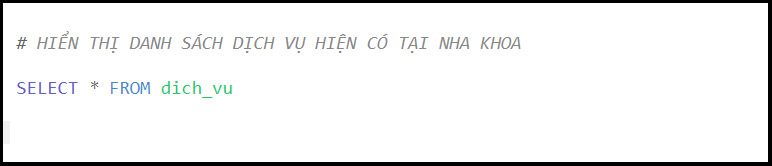 # HIỂN THỊ DANH SÁCH DỊCH VỤ HIỆN CÓ TẠI NHA KHOA
SELECT * FROM dich_vu